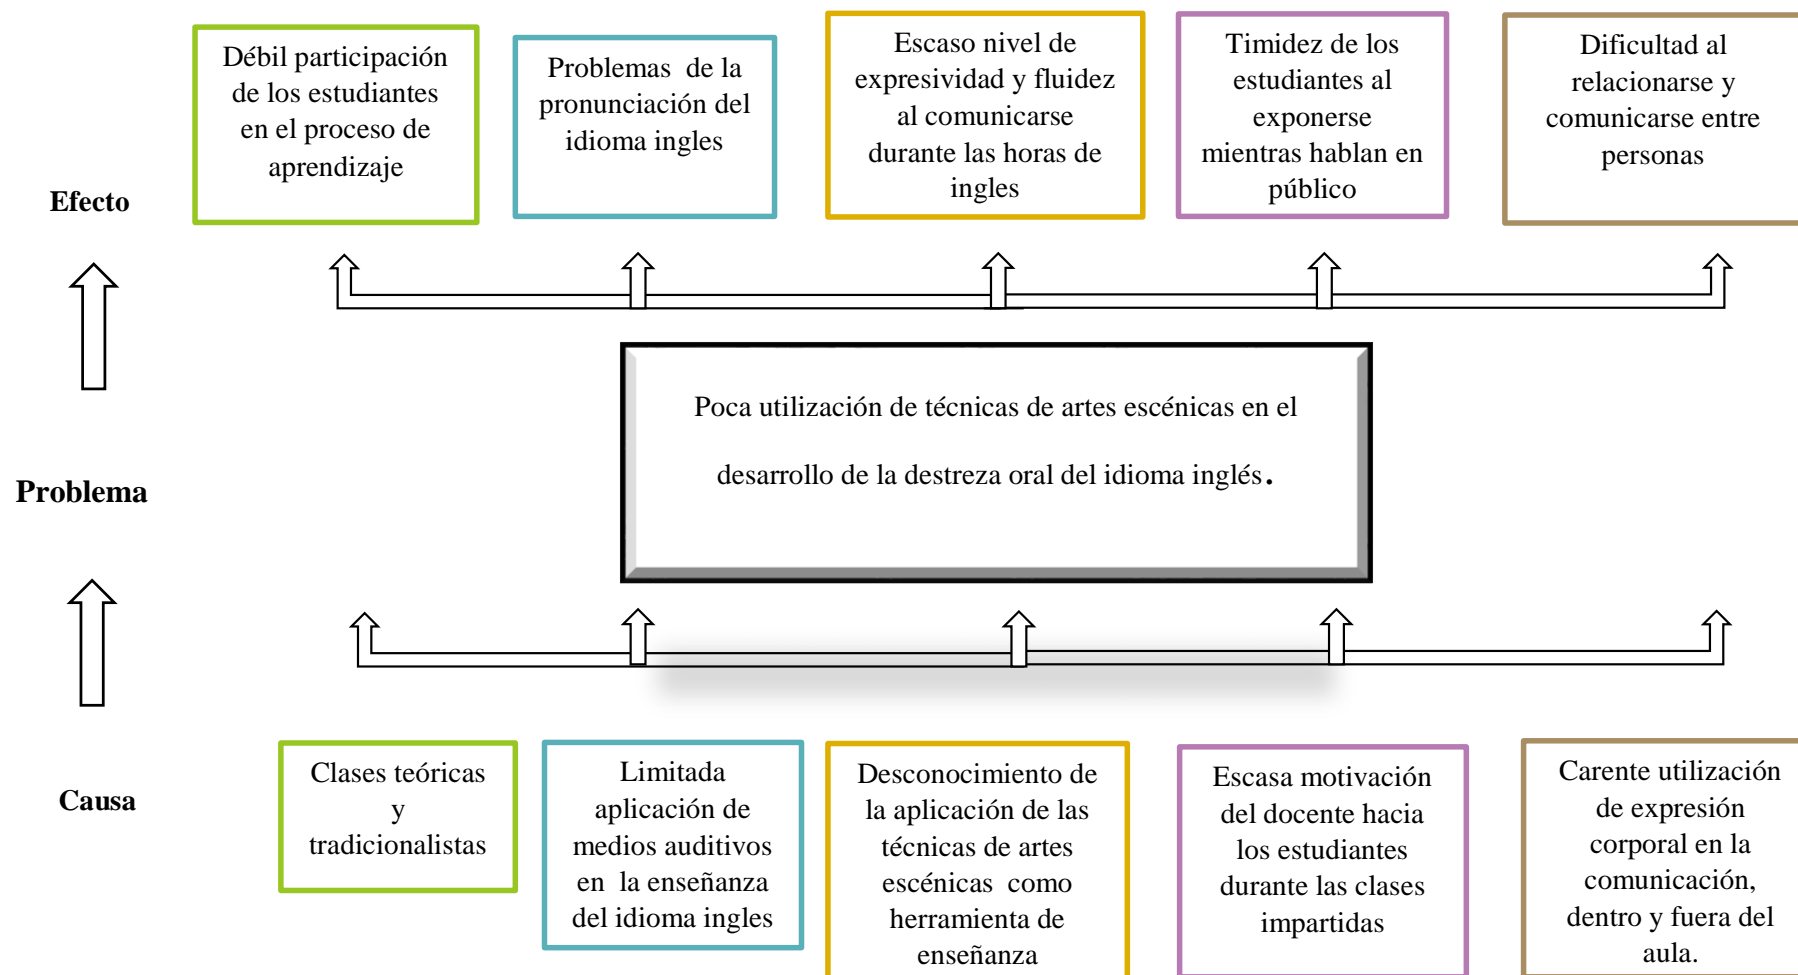 Débil participación
de los estudiantes
en el proceso de
aprendizaje
Problemas  de la
pronunciación del
idioma ingles
Escaso nivel de
expresividad y fluidez
al comunicarse
durante las horas de
ingles
Timidez de los
estudiantes al
exponerse
mientras hablan en
público
Dificultad al
relacionarse y
comunicarse entre
personas
Efecto
Poca utilización de técnicas de artes escénicas en el
desarrollo de la destreza oral del idioma inglés.
Problema
Causa
Clases teóricas
y
tradicionalistas
Limitada
aplicación de
medios auditivos
en  la enseñanza
del idioma ingles
Desconocimiento de
la aplicación de las
técnicas de artes
escénicas  como
herramienta de
enseñanza
Escasa motivación
del docente hacia
los estudiantes
durante las clases
impartidas
Carente utilización
de expresión
corporal en la
comunicación,
dentro y fuera del
aula.